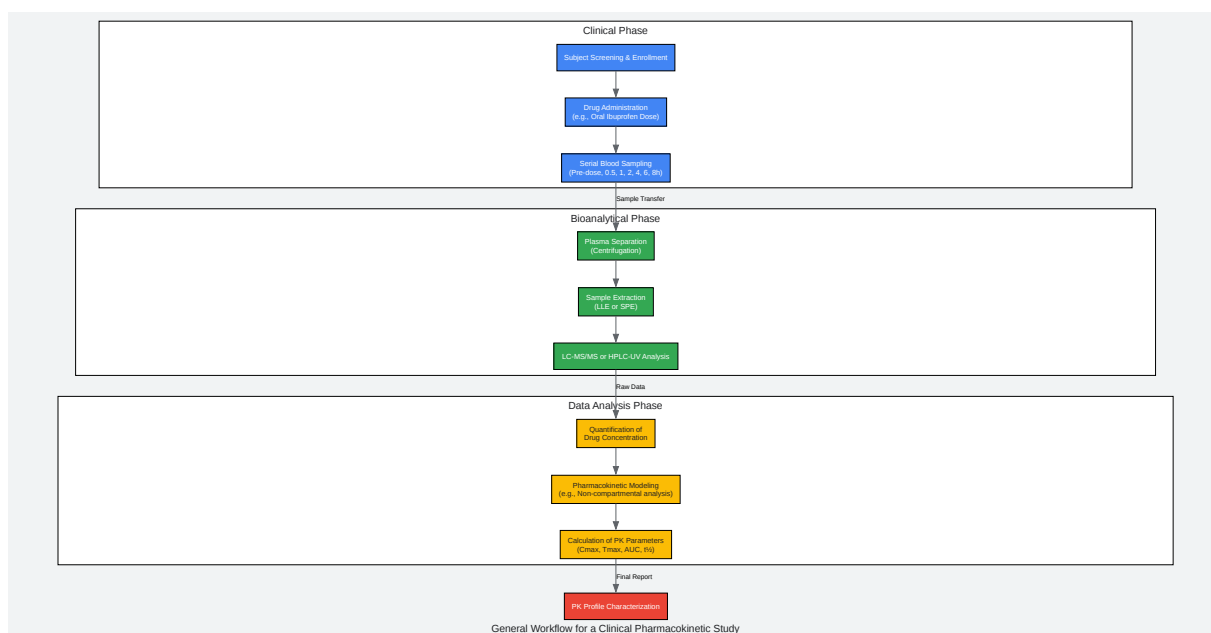 Clinical Phase
Subject Screening & Enrollment
Drug Administration
(e.g., Oral Ibuprofen Dose)
Serial Blood Sampling
(Pre-dose, 0.5, 1, 2, 4, 6, 8h)
Sample Transfer
Bioanalytical Phase
Plasma Separation
(Centrifugation)
Sample Extraction
(LLE or SPE)
LC-MS/MS or HPLC-UV Analysis
Raw Data
Data Analysis Phase
Quantification of
Drug Concentration
Pharmacokinetic Modeling
(e.g., Non-compartmental analysis)
Calculation of PK Parameters
(Cmax, Tmax, AUC, t½)
Final Report
PK Profile Characterization
General Workflow for a Clinical Pharmacokinetic Study